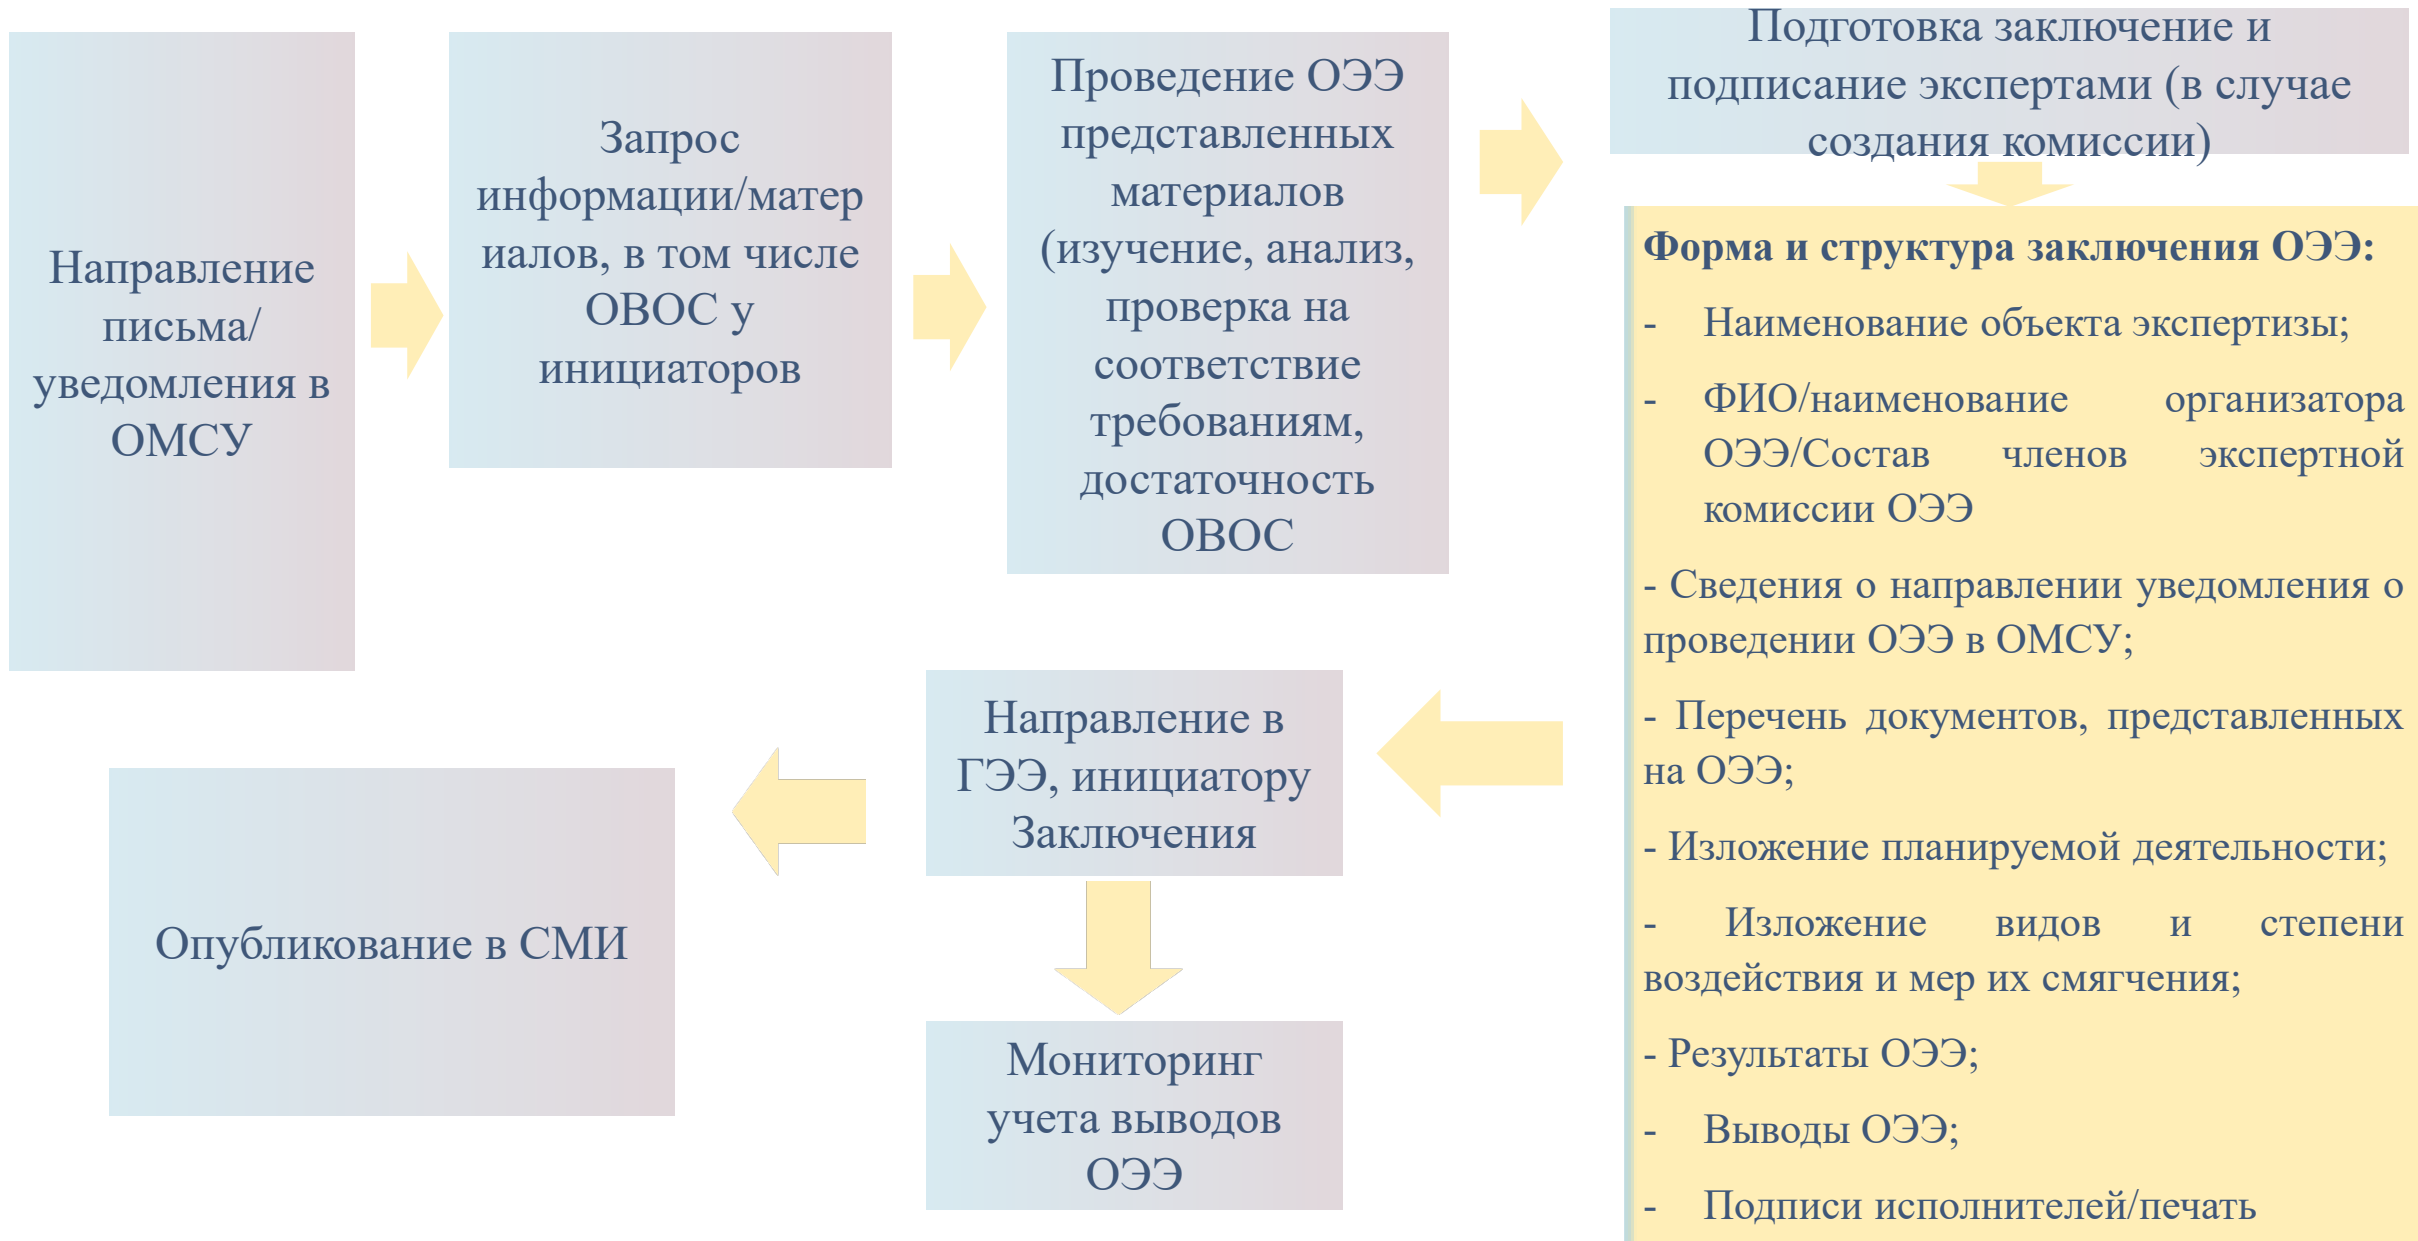 Направление
письма/
уведомления в
ОМСУ
Запрос
информации/матер
иалов, в том числе
ОВОС у
инициаторов
Проведение ОЭЭ
представленных
материалов
(изучение, анализ,
проверка на
соответствие
требованиям,
достаточность
ОВОС
Подготовка заключение и
подписание экспертами (в случае
создания комиссии)
Форма и структура заключения ОЭЭ:
- Наименование объекта экспертизы;
- ФИО/наименование организатора
ОЭЭ/Состав членов экспертной
комиссии ОЭЭ
- Сведения о направлении уведомления о
проведении ОЭЭ в ОМСУ;
- Перечень документов, представленных
на ОЭЭ;
- Изложение планируемой деятельности;
- Изложение видов и степени
воздействия и мер их смягчения;
- Результаты ОЭЭ;
- Выводы ОЭЭ;
- Подписи исполнителей/печать
Направление в
ГЭЭ, инициатору
Заключения
Опубликование в СМИ
Мониторинг
учета выводов
ОЭЭ